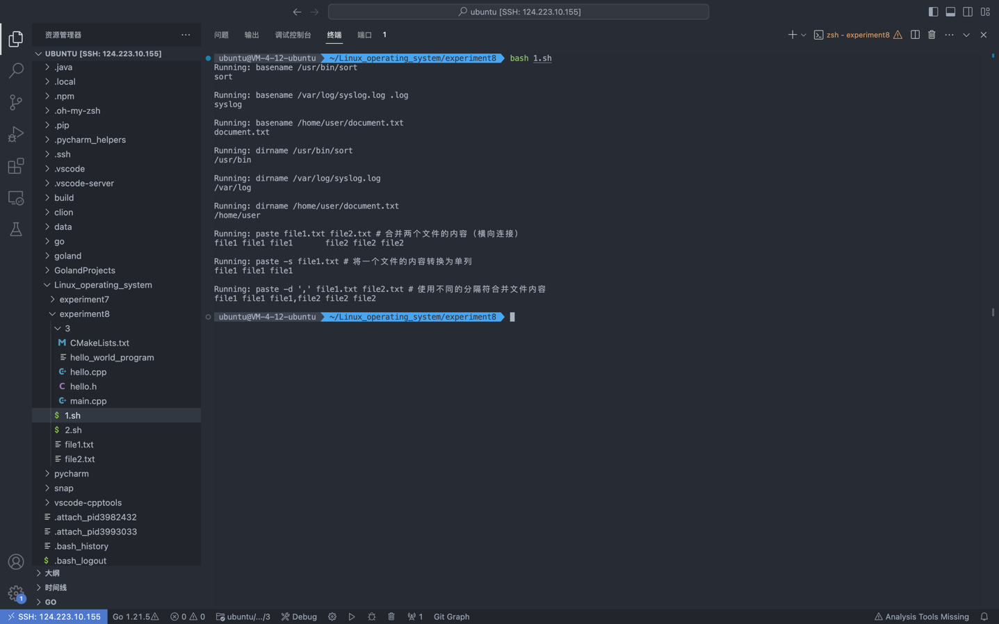 ubuntu [SSH: 124.223.10.155]
资源管理器
UBUNTU [SSH: 124.223.10.155]
.java
.local
.npm
.oh-my-zsh
.pip
.pycharm_helpers
.ssh
.vscode
.vscode-server
build
clion
data
go
goland
GolandProjects
Linux_operating_system
experiment7
experiment8
3
CMakeLists.txt
hello_world_program
hello.cpp
hello.h
main.cpp
1.sh
2.sh
file1.txt
file2.txt
pycharm
snap
vscode-cpptools
.attach_pid3982432
.attach_pid3993033
.bash_history
.bash_logout
大纲
时间线
GO
问题 输出 调试控制台 终端 端口 1
zsh - experiment8
ubuntu@VM-4-12-ubuntu ~/Linux_operating_system/experiment8 bash 1.sh
Running: basename /usr/bin/sort
sort
Running: basename /var/log/syslog.log .log
syslog
Running: basename /home/user/document.txt
document.txt
Running: dirname /usr/bin/sort
/usr/bin
Running: dirname /var/log/syslog.log
/var/log
Running: dirname /home/user/document.txt
/home/user
Running: paste file1.txt file2.txt # 合并两个文件的内容（横向连接）
file1 file1 file1 file2 file2 file2
Running: paste -s file1.txt # 将一个文件的内容转换为单列
file1 file1 file1
Running: paste -d ',' file1.txt file2.txt # 使用不同的分隔符合并文件内容
file1 file1 file1,file2 file2 file2
ubuntu@VM-4-12-ubuntu ~/Linux_operating_system/experiment8
1
SSH: 124.223.10.155 Go 1.21.5 0 0 ubuntu/.../3 Debug 1 Git Graph Analysis Tools Missing